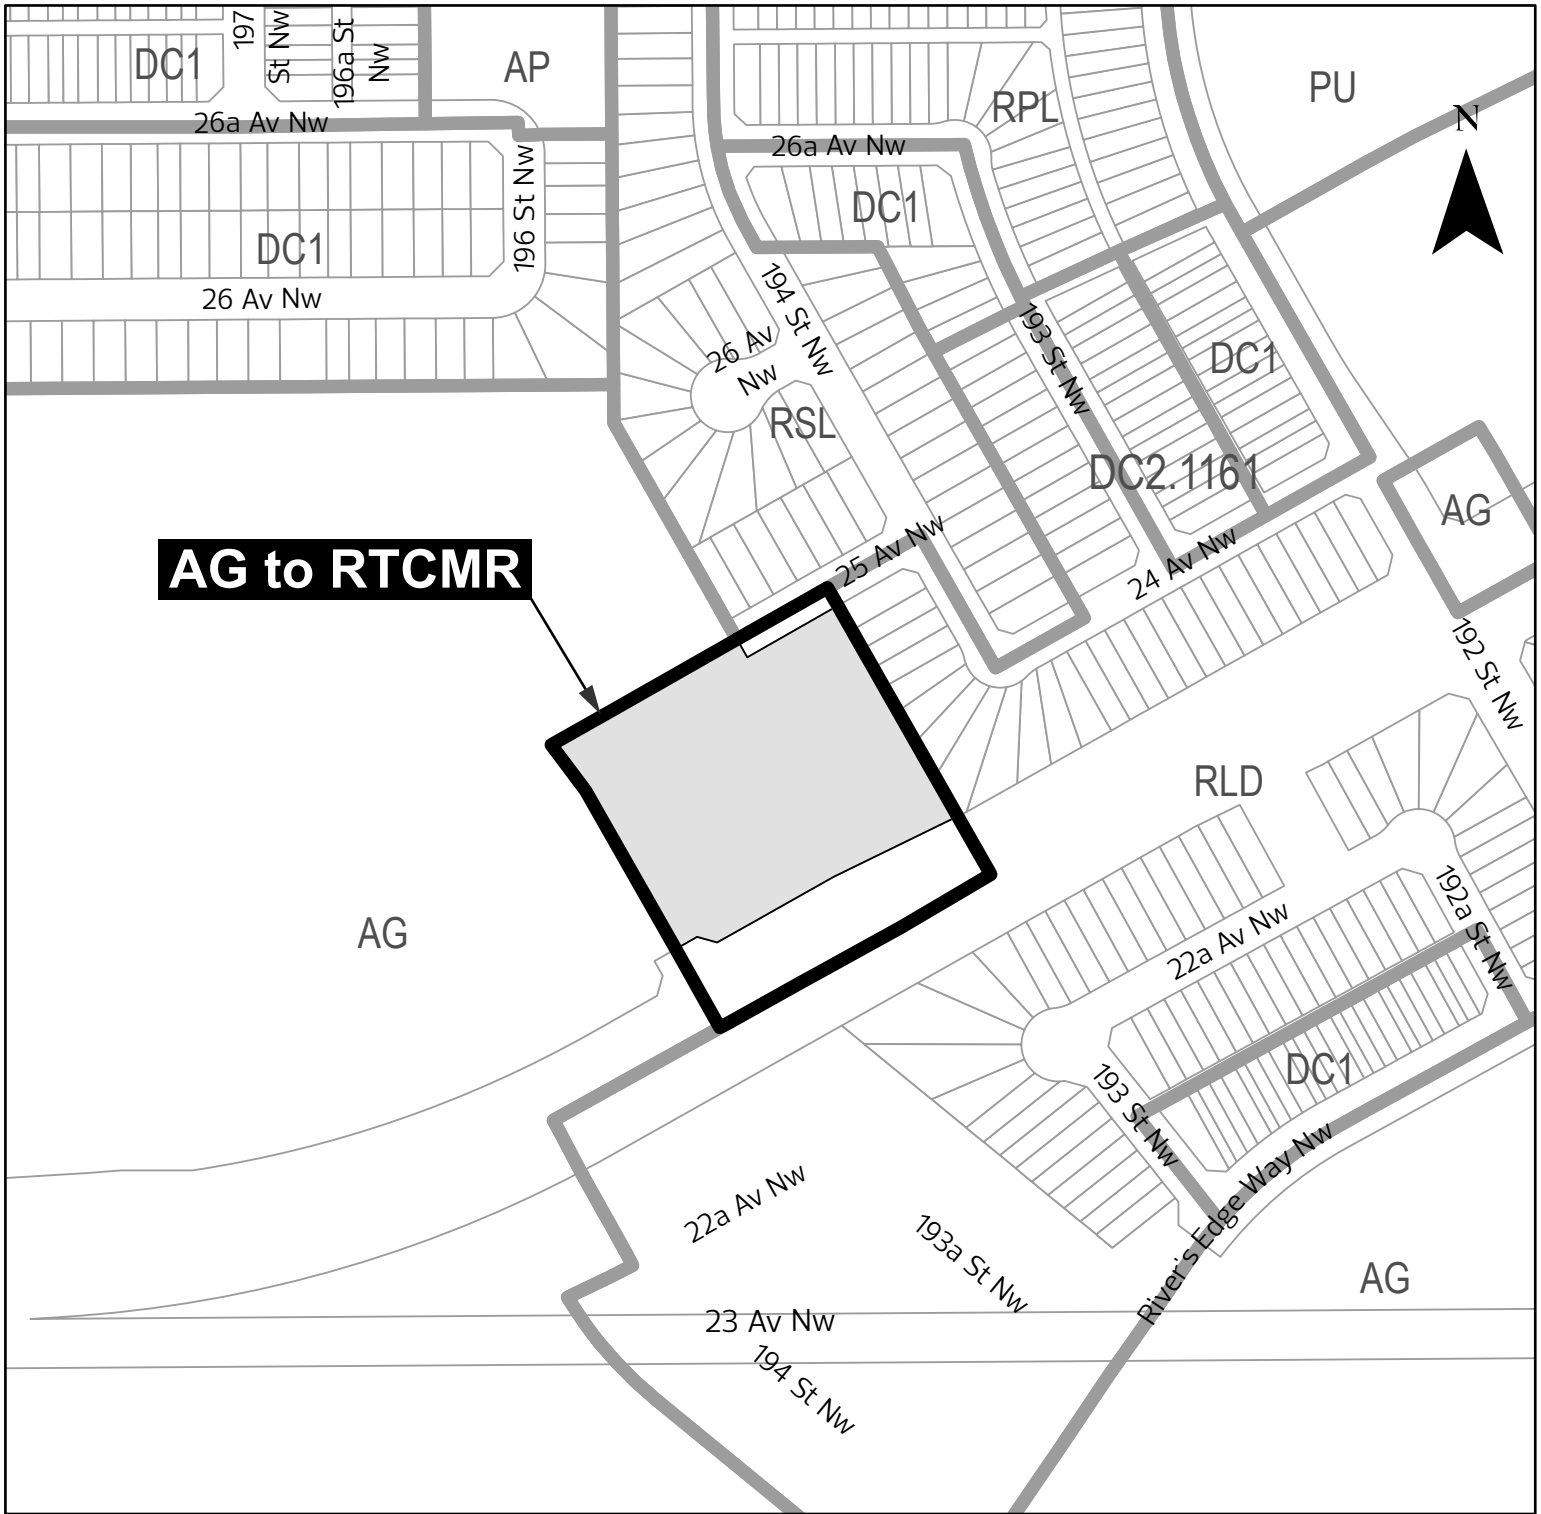 197
St Nw
196a St
Nw
DC1
AP
PU
RPL
N
26a Av Nw
26a Av Nw
196 St Nw
DC1
DC1
26 Av Nw
194 St Nw
26 Av
Nw
193 St Nw
DC1
RSL
DC2.1161
AG
25 Av Nw
24 Av Nw
AG to RTCMR
192 St Nw
RLD
AG
192a St Nw
22a Av Nw
DC1
193 St Nw
River's Edge Way Nw
22a Av Nw
193a St Nw
AG
23 Av Nw
194 St Nw